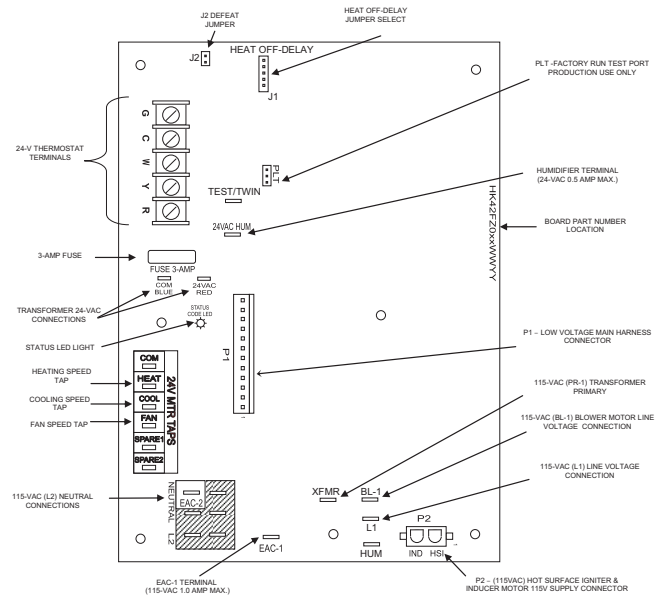 J2 DEFEAT
JUMPER
HEAT OFF-DELAY
JUMPER SELECT
J2
HEAT OFF-DELAY
J1
PLT -FACTORY RUN TEST PORT
PRODUCTION USE ONLY
24-V THERMOSTAT
TERMINALS
G
C
W
Y
R
PLT
TEST/TWIN
HUMIDIFIER TERMINAL
(24-VAC 0.5 AMP MAX.)
24VAC HUM
HK42FZ0xxWWYY
BOARD PART NUMBER
LOCATION
3-AMP FUSE
FUSE 3-AMP
COM
BLUE
24VAC
RED
TRANSFORMER 24-VAC
CONNECTIONS
STATUS
CODE LED
STATUS LED LIGHT
P1
P1 – LOW VOLTAGE MAIN HARNESS
CONNECTOR
HEATING SPEED
TAP
COOLING SPEED
TAP
FAN SPEED TAP
COM
HEAT
COOL
FAN
SPARE1
SPARE2
24V MTR TAPS
115-VAC (PR-1) TRANSFORMER
PRIMARY
115-VAC (BL-1) BLOWER MOTOR LINE
VOLTAGE CONNECTION
115-VAC (L1) LINE VOLTAGE
CONNECTION
115-VAC (L2) NEUTRAL
CONNECTIONS
NEUTRAL
L2
EAC-2
EAC-1
XFMR
BL-1
L1
HUM
P2
IND
HSI
EAC-1 TERMINAL
(115-VAC 1.0 AMP MAX.)
P2 – (115VAC) HOT SURFACE IGNITER &
INDUCER MOTOR 115V SUPPLY CONNECTOR